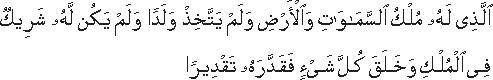 ٱلَّذِى لَهُۥ مُلْكُ ٱلسَّمَـٰوَٰتِ وَٱلْأَرْضِ وَلَمْ يَتَّخِذْ وَلَدًا وَلَمْ يَكُن لَّهُۥ شَرِيكٌ
فِى ٱلْمُلْكِ وَخَلَقَ كُلَّ شَىْءٍ فَقَدَّرَهُۥ تَقْدِيرًا